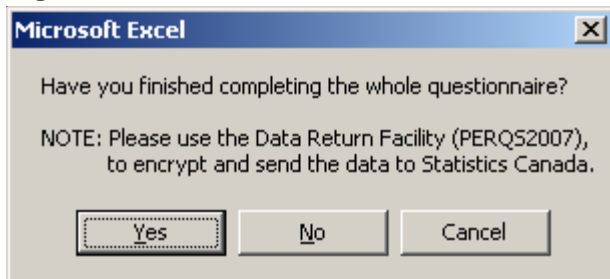 Microsoft Excel
Have you finished completing the whole questionnaire?
NOTE: Please use the Data Return Facility (PERQS2007),
to encrypt and send the data to Statistics Canada.
Yes
No
Cancel